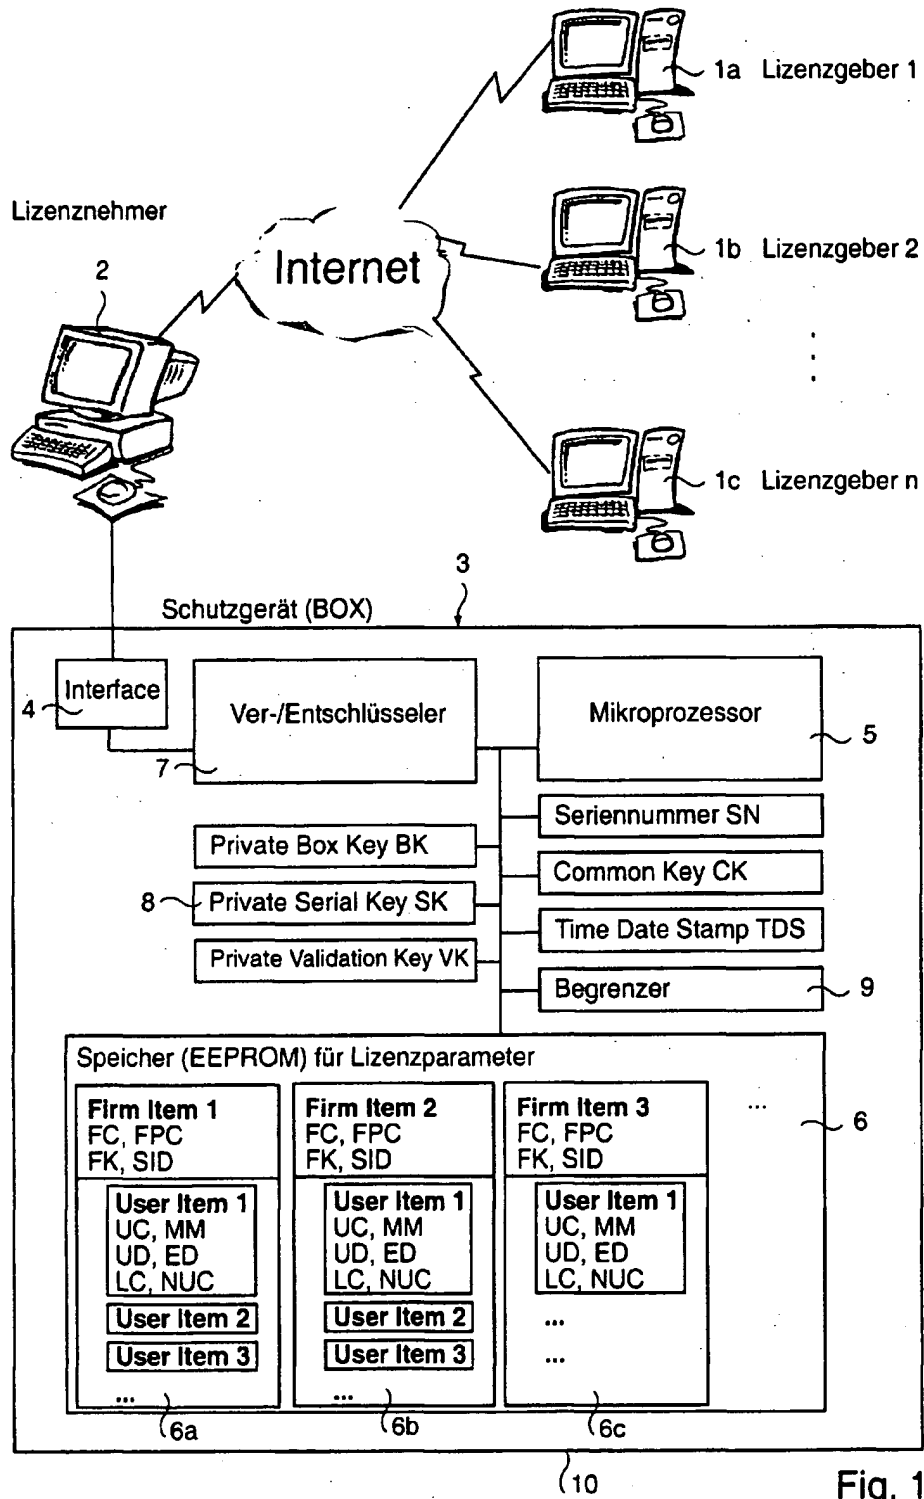 1a Lizenzgeber 1
Lizenznehmer
2
Internet
1b Lizenzgeber 2
1c Lizenzgeber n
3
Schutzgerät (BOX)
Interface
4
Ver-/Entschlüsseler
7
Mikroprozessor
5
Seriennummer SN
Private Box Key BK
Common Key CK
8
Private Serial Key SK
Time Date Stamp TDS
Private Validation Key VK
Begrenzer
9
Speicher (EEPROM) für Lizenzparameter
Firm Item 1
FC, FPC
FK, SID
User Item 1
UC, MM
UD, ED
LC, NUC
User Item 2
User Item 3
...
6a
Firm Item 2
FC, FPC
FK, SID
User Item 1
UC, MM
UD, ED
LC, NUC
User Item 2
User Item 3
...
6b
Firm Item 3
FC, FPC
FK, SID
User Item 1
UC, MM
UD, ED
LC, NUC
...
...
6c
...
6
10
Fig. 1